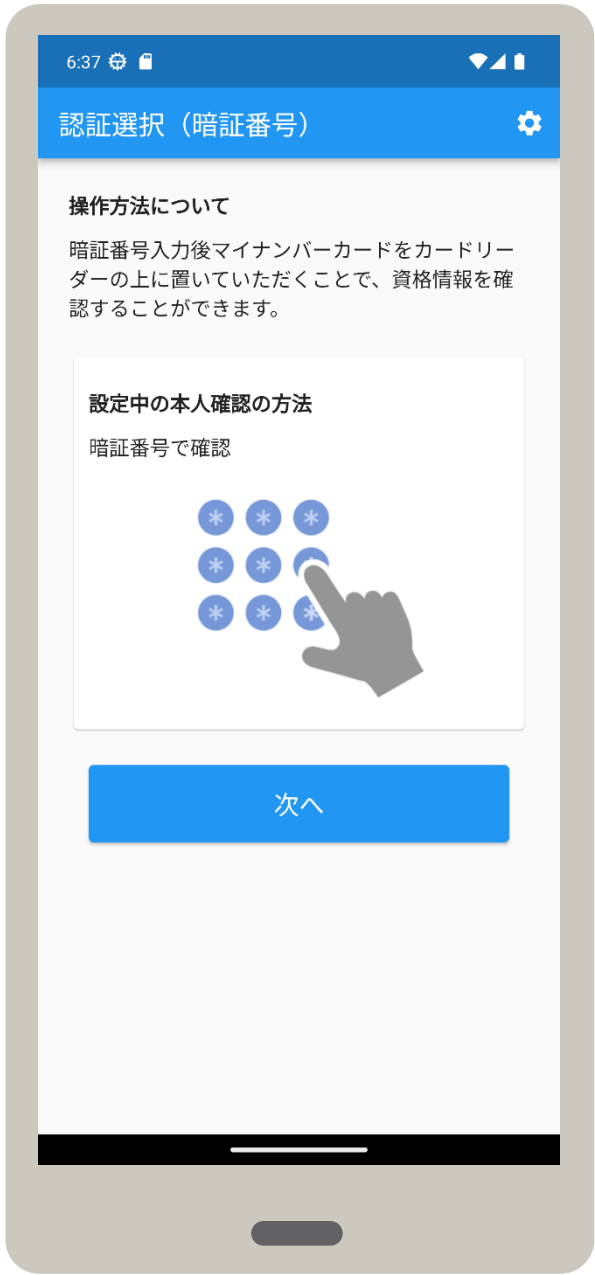 6:37
認証選択（暗証番号）
操作方法について
暗証番号入力後マイナンバーカードをカードリー
ダーの上に置いていただくことで、資格情報を確
認することができます。
設定中の本人確認の方法
暗証番号で確認
* * *
* *
* * *
次へ